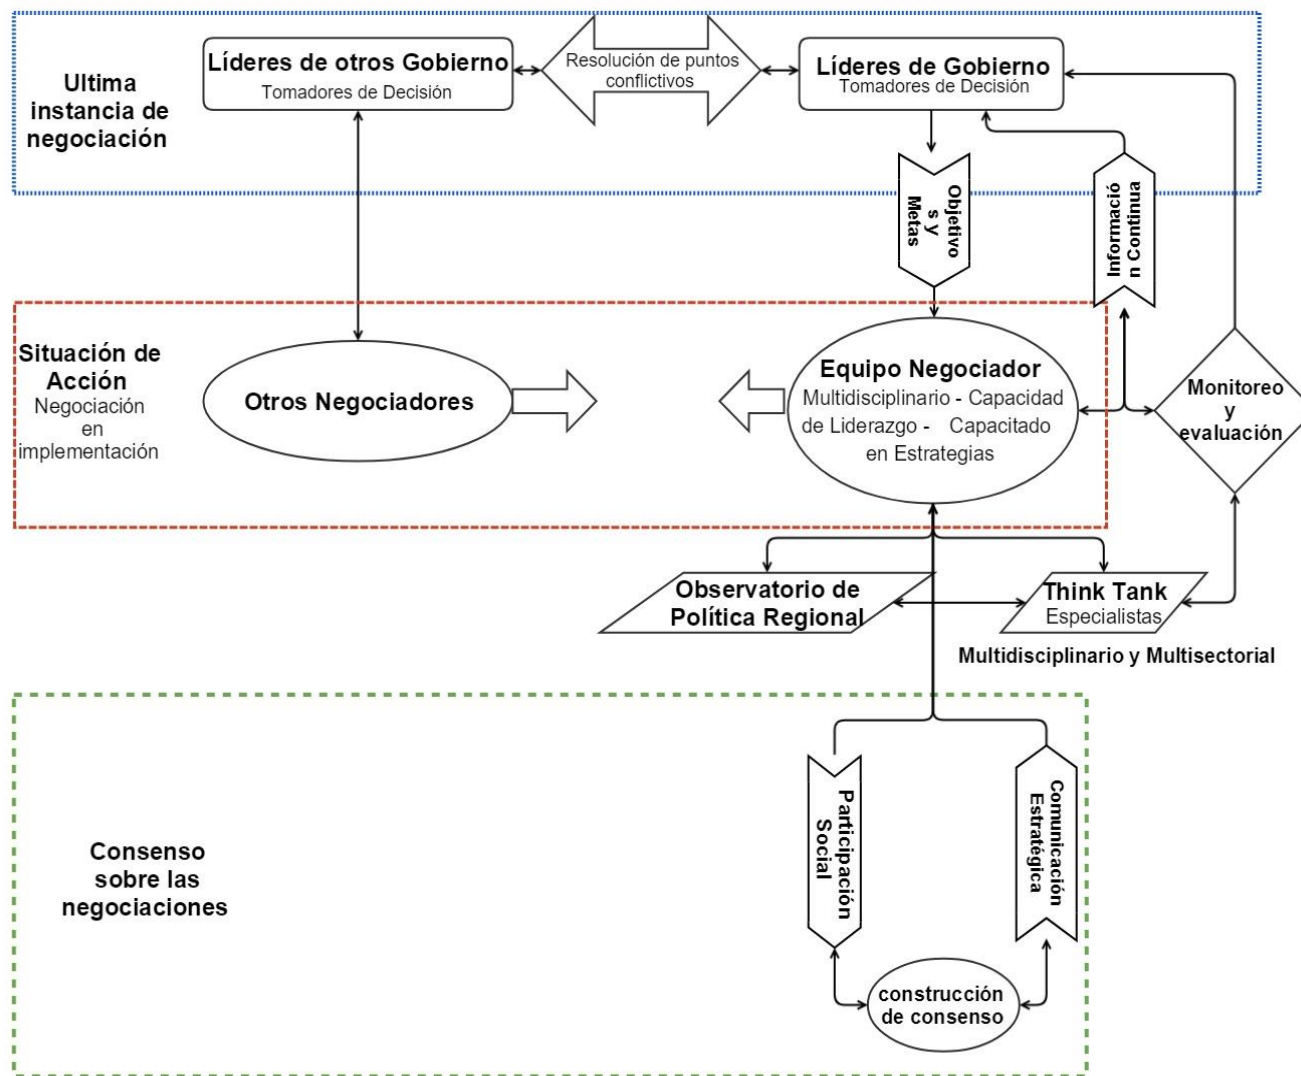 Ultima
instancia de
negociación
Líderes de otros Gobierno
Tomadores de Decisión
Resolución de puntos
conflictivos
Líderes de Gobierno
Tomadores de Decisión
Objetivo
s y
Metas
Informació
n Continua
Situación de
Acción
Negociación
en
implementación
Otros Negociadores
Equipo Negociador
Multidisciplinario - Capacidad
de Liderazgo - Capacitado
en Estrategias
Monitoreo
y
evaluación
Observatorio de
Política Regional
Think Tank
Especialistas
Multidisciplinario y Multisectorial
Consenso
sobre las
negociaciones
Participación
Social
Comunicación
Estratégica
construcción
de consenso